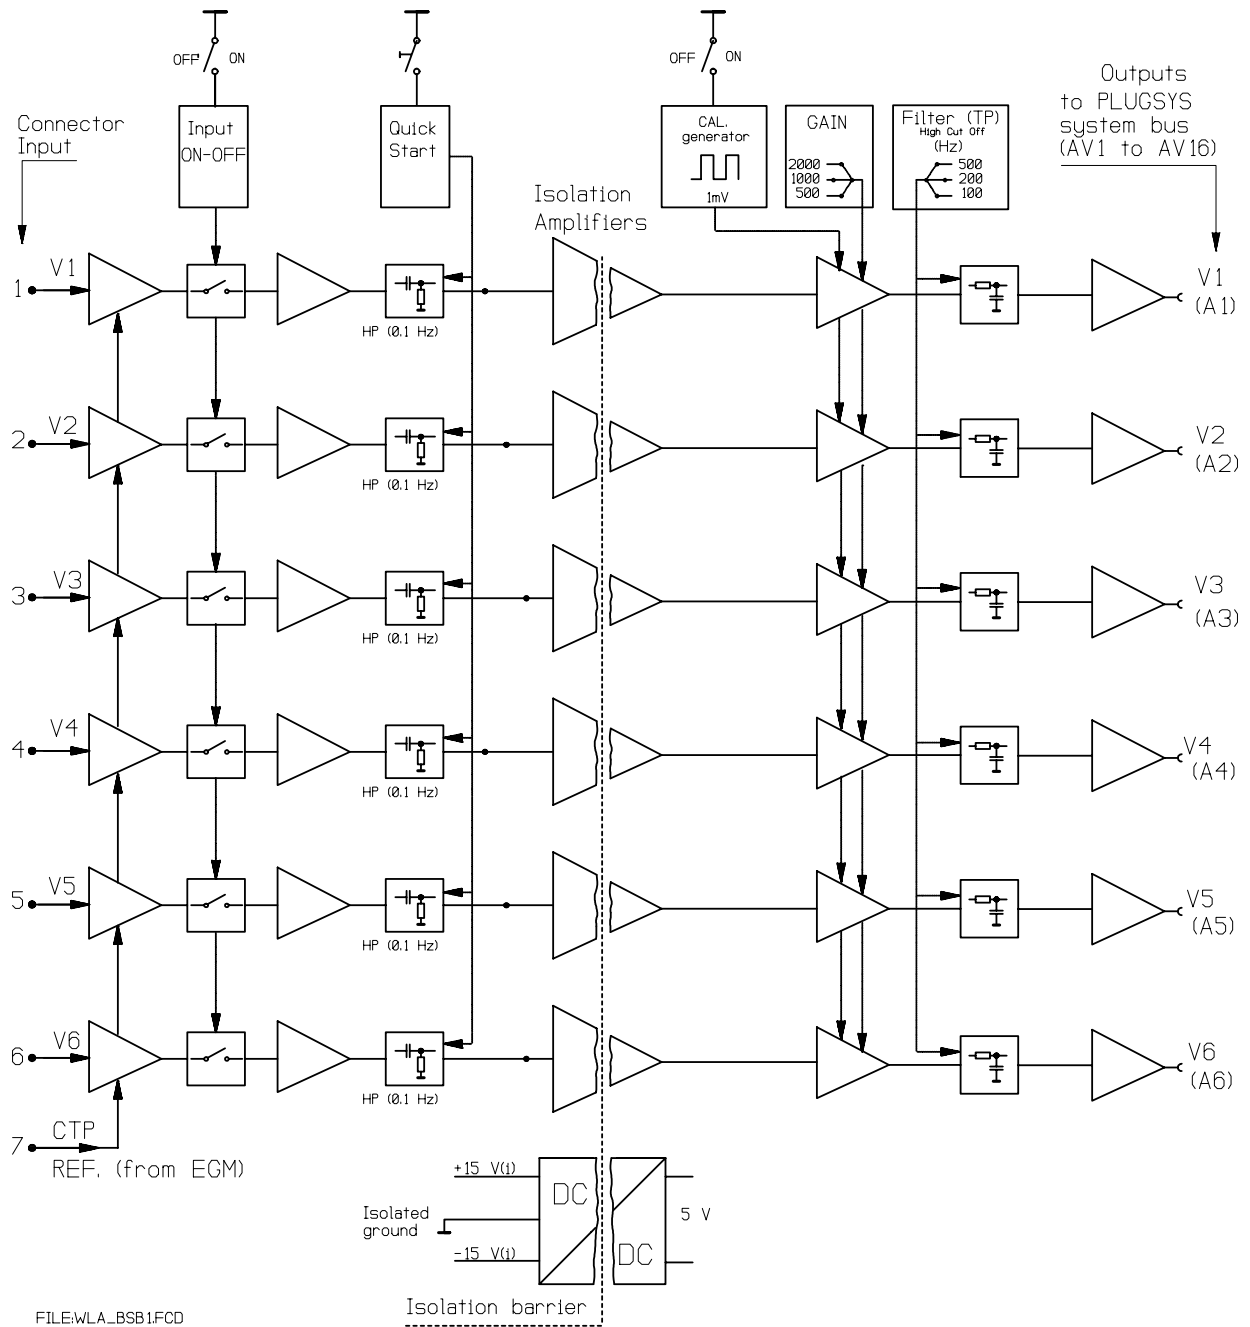 OFF ON
OFF ON
Outputs
to PLUGSYS
system bus
(AV1 to AV16)
Connector
Input
Input
ON-OFF
Quick
Start
CAL.
generator
1mV
GAIN
2000
1000
500
Filter (TP)
High Cut Off
(Hz)
500
200
100
Isolation
Amplifiers
1 V1
HP (0.1 Hz)
V1
(A1)
2 V2
HP (0.1 Hz)
V2
(A2)
3 V3
HP (0.1 Hz)
V3
(A3)
4 V4
HP (0.1 Hz)
V4
(A4)
5 V5
HP (0.1 Hz)
V5
(A5)
6 V6
HP (0.1 Hz)
V6
(A6)
7 CTP
REF. (from EGM)
+15 V(i)
Isolated
ground
-15 V(i)
DC
DC
5 V
Isolation barrier
FILE:WLA_BSB1.FCD